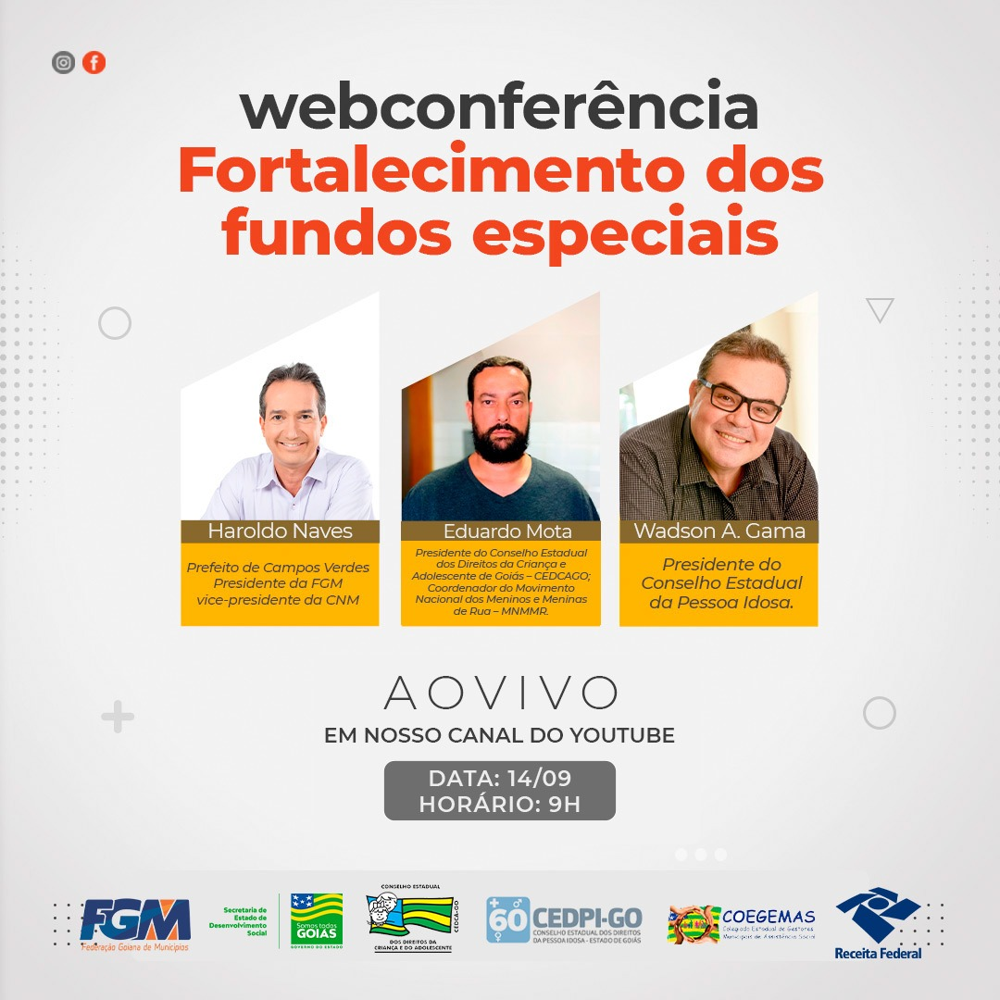 webconferência
Fortalecimento dos
fundos especiais
Haroldo Naves
Prefeito de Campos Verdes
Presidente da FGM
vice-presidente da CNM
Eduardo Mota
Presidente do Conselho Estadual
dos Direitos da Criança e
Adolescente de Goiás – CEDCAGO;
Coordenador do Movimento
Nacional dos Meninos e Meninas
de Rua – MNMMR.
Wadson A. Gama
Presidente do
Conselho Estadual
da Pessoa Idosa.
AO VIVO
EM NOSSO CANAL DO YOUTUBE
DATA: 14/09
HORÁRIO: 9H
FGM
Federação Goiana de Municípios
Secretaria de
Estado de
Desenvolvimento
Social
Somos todos
GOIÁS
GOVERNO DO ESTADO
CONSELHO ESTADUAL
CEDCA-GO
DOS DIREITOS DA
CRIANÇA E DO ADOLESCENTE
60
CEDPI-GO
CONSELHO ESTADUAL DOS DIREITOS
DA PESSOA IDOSA - ESTADO DE GOIÁS
COEGEMAS
Colegiado Estadual de Gestores
Municipais de Assistência Social
Receita Federal